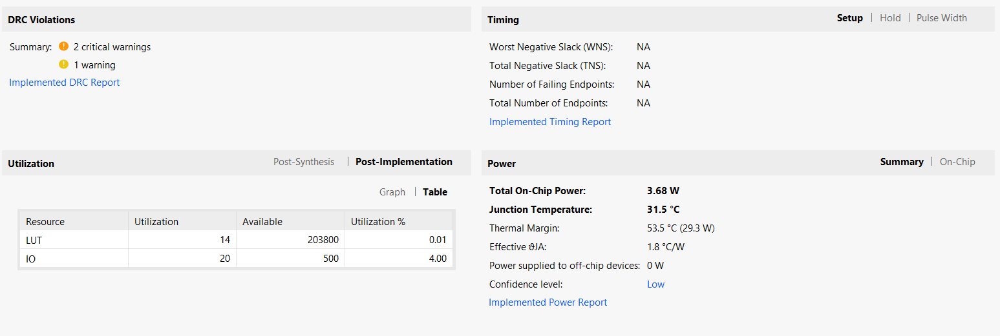 DRC Violations
Summary: 2 critical warnings
1 warning
Implemented DRC Report
Timing
Setup | Hold | Pulse Width
Worst Negative Slack (WNS): NA
Total Negative Slack (TNS): NA
Number of Failing Endpoints: NA
Total Number of Endpoints: NA
Implemented Timing Report
Utilization
Post-Synthesis | Post-Implementation
Graph | Table
Resource Utilization Available Utilization %
LUT 14 203800 0.01
IO 20 500 4.00
Power
Summary | On-Chip
Total On-Chip Power: 3.68 W
Junction Temperature: 31.5 °C
Thermal Margin: 53.5 °C (29.3 W)
Effective ϑJA: 1.8 °C/W
Power supplied to off-chip devices: 0 W
Confidence level: Low
Implemented Power Report